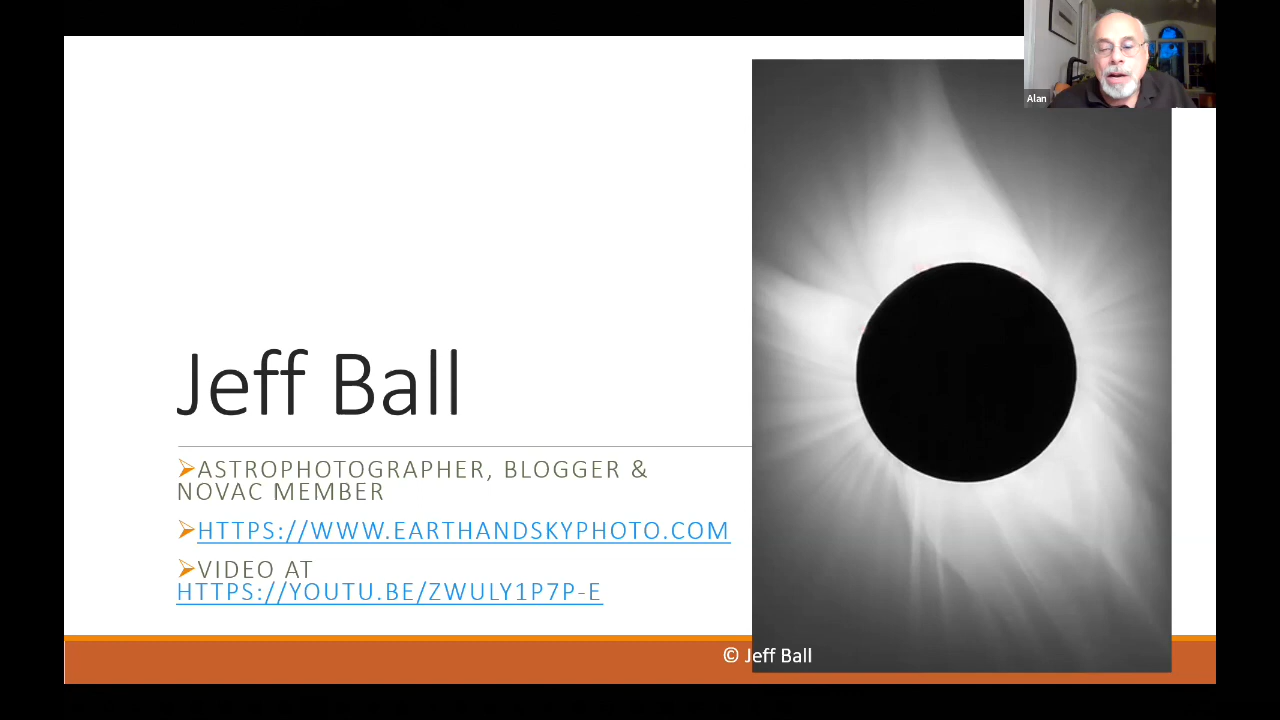 Alan
Jeff Ball
ASTROPHOTOGRAPHER, BLOGGER &
NOVAC MEMBER
HTTPS://WWW.EARTHANDSKYPHOTO.COM
VIDEO AT
HTTPS://YOUTU.BE/ZWULY1P7P-E
© Jeff Ball